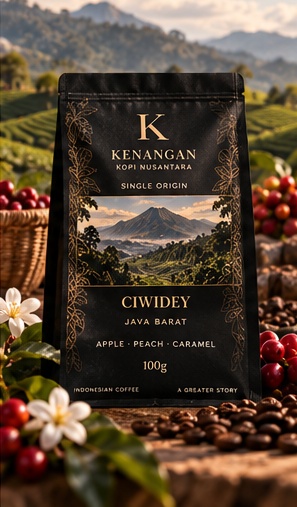 K
KENANGAN
KOPI NUSANTARA
SINGLE ORIGIN
CIWIDEY
JAVA BARAT
APPLE · PEACH · CARAMEL
100g
INDONESIAN COFFEE A GREATER STORY